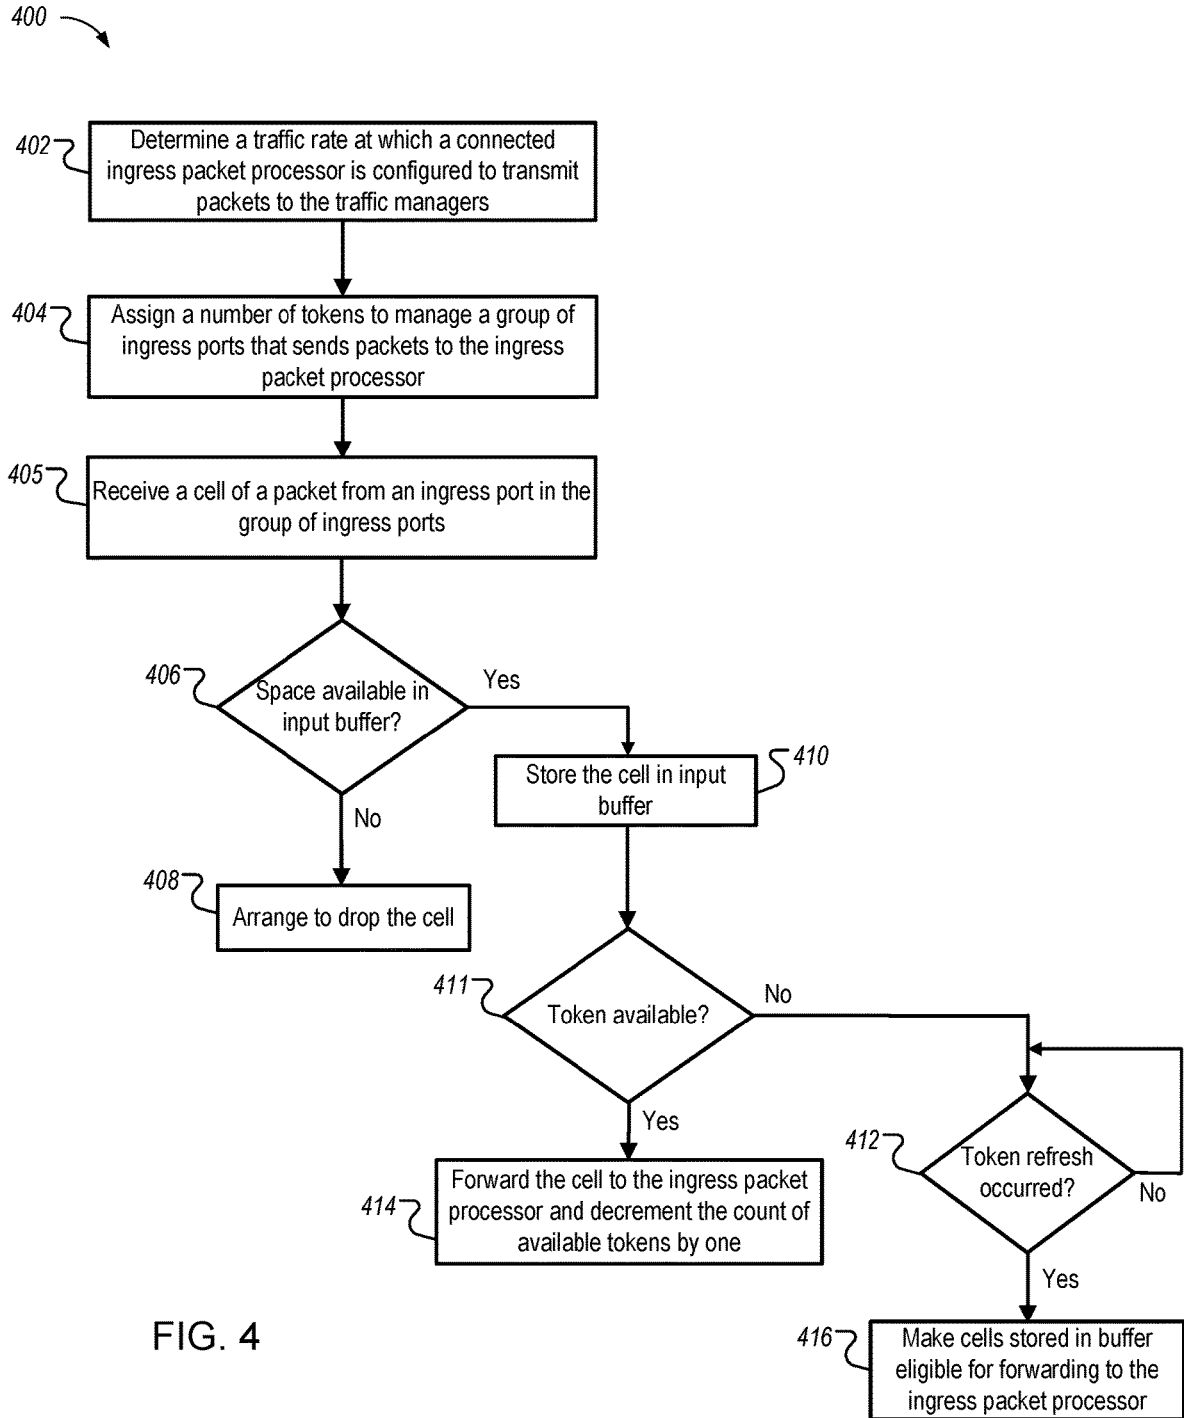 400
402
Determine a traffic rate at which a connected
ingress packet processor is configured to transmit
packets to the traffic managers
404
Assign a number of tokens to manage a group of
ingress ports that sends packets to the ingress
packet processor
405
Receive a cell of a packet from an ingress port in the
group of ingress ports
406
Space available in
input buffer?
Yes
No
410
Store the cell in input
buffer
408
Arrange to drop the cell
411
Token available?
No
Yes
412
Token refresh
occurred?
No
Yes
414
Forward the cell to the ingress packet
processor and decrement the count of
available tokens by one
416
Make cells stored in buffer
eligible for forwarding to the
ingress packet processor
FIG. 4